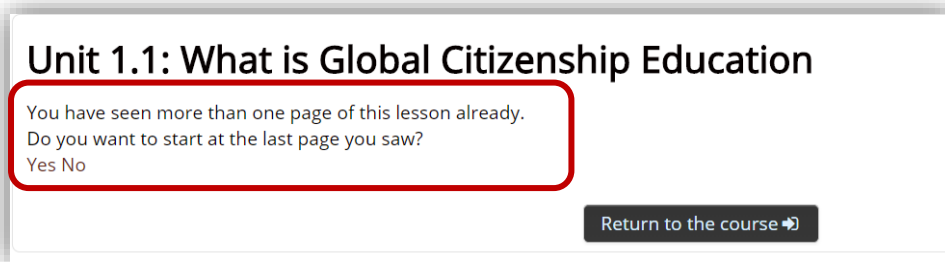 Unit 1.1: What is Global Citizenship Education
You have seen more than one page of this lesson already.
Do you want to start at the last page you saw?
Yes No
Return to the course